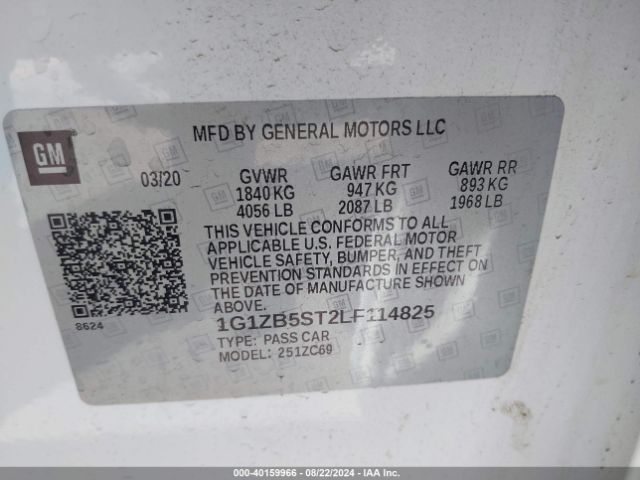 MFD BY GENERAL MOTORS LLC
GM
03/20
GVWR
1840 KG
4056 LB
GAWR FRT
947 KG
2087 LB
GAWR RR
893 KG
1968 LB
THIS VEHICLE CONFORMS TO ALL
APPLICABLE U.S. FEDERAL MOTOR
VEHICLE SAFETY, BUMPER, AND THEFT
PREVENTION STANDARDS IN EFFECT ON
THE DATE OF MANUFACTURE SHOWN
ABOVE.
8624
1G1ZB5ST2LF114825
TYPE: PASS CAR
MODEL: 251ZC69
000-40159966 - 08/22/2024 - IAA Inc.